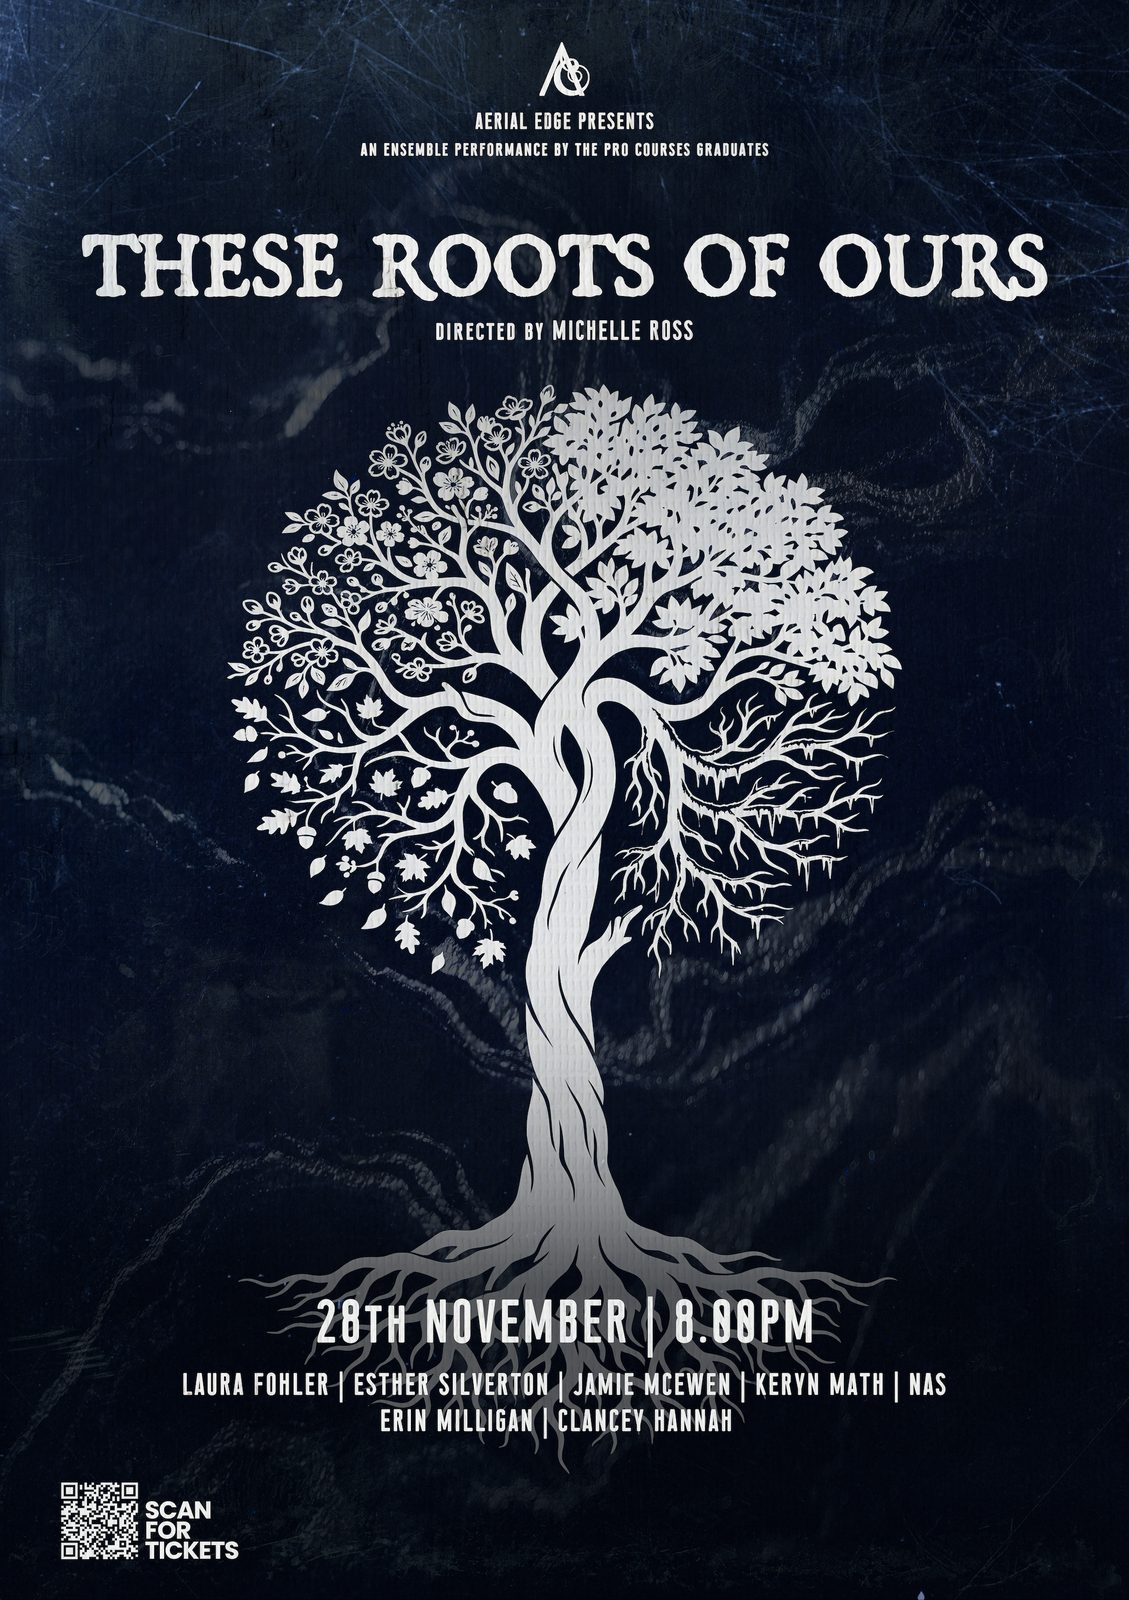 AERIAL EDGE PRESENTS
AN ENSEMBLE PERFORMANCE BY THE PRO COURSES GRADUATES
THESE ROOTS OF OURS
DIRECTED BY MICHELLE ROSS
28TH NOVEMBER | 8.00PM
LAURA FOHLER | ESTHER SILVERTON | JAMIE MCEWEN | KERYN MATH | NAS
ERIN MILLIGAN | CLANCEY HANNAH
SCAN
FOR
TICKETS